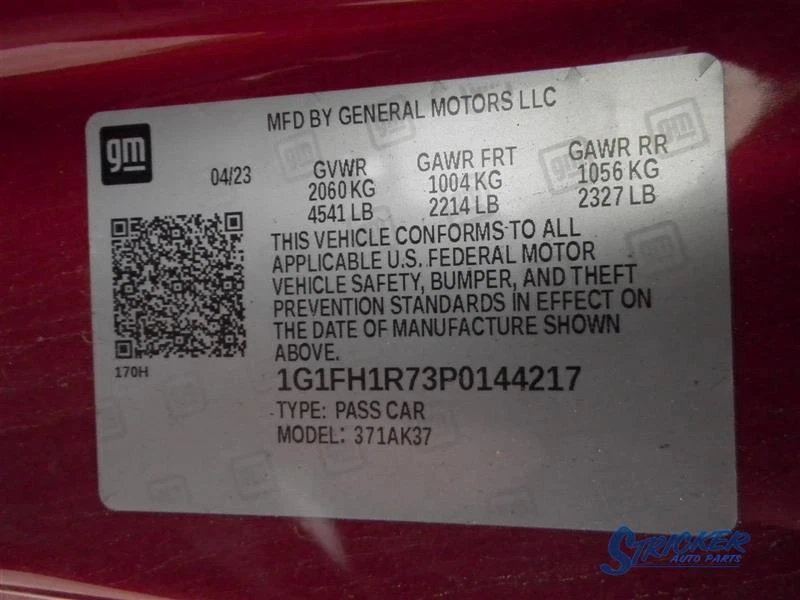 MFD BY GENERAL MOTORS LLC
gm
04/23
GVWR
2060 KG
4541 LB
GAWR FRT
1004 KG
2214 LB
GAWR RR
1056 KG
2327 LB
THIS VEHICLE CONFORMS TO ALL
APPLICABLE U.S. FEDERAL MOTOR
VEHICLE SAFETY, BUMPER, AND THEFT
PREVENTION STANDARDS IN EFFECT ON
THE DATE OF MANUFACTURE SHOWN
ABOVE.
170H
1G1FH1R73P0144217
TYPE: PASS CAR
MODEL: 371AK37
STRICKER
AUTO PARTS